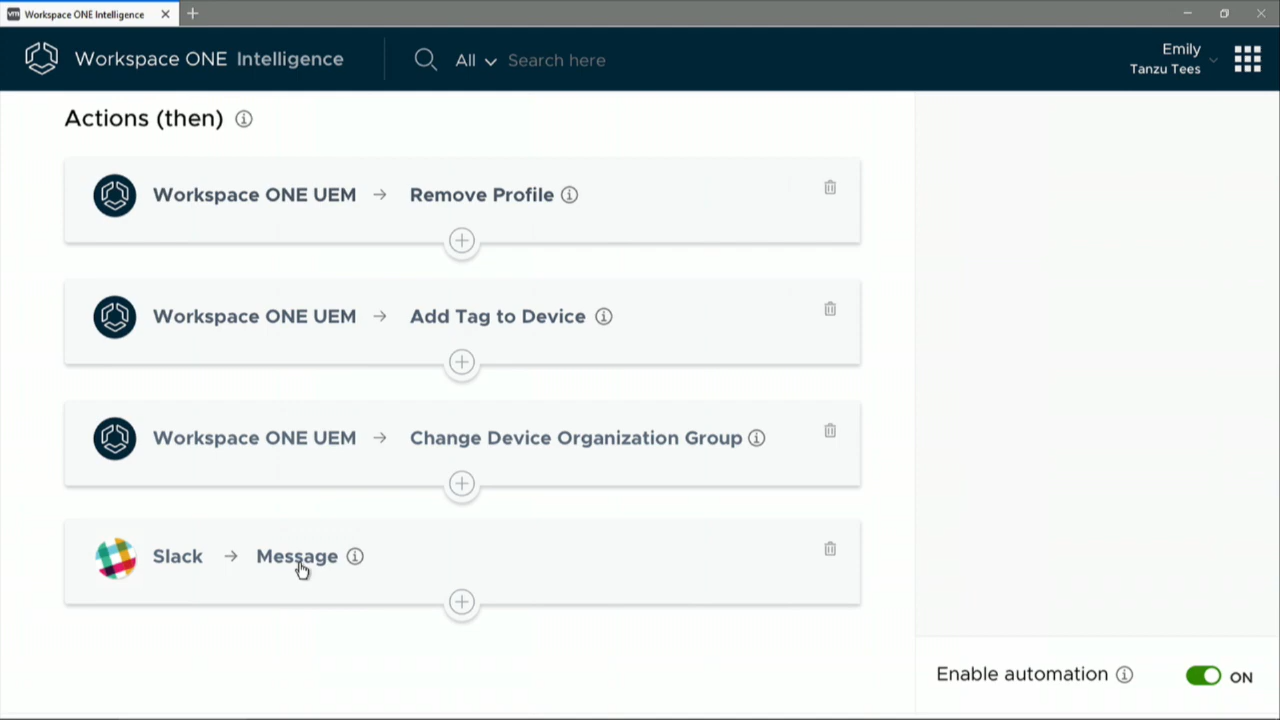 vm Workspace ONE Intelligence
Workspace ONE Intelligence
All
Search here
Emily
Tanzu Tees
Actions (then)
Workspace ONE UEM → Remove Profile
Workspace ONE UEM → Add Tag to Device
Workspace ONE UEM → Change Device Organization Group
Slack → Message
Enable automation
ON